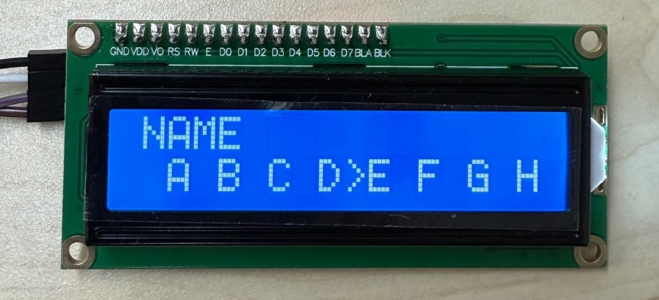 GND VDD VO RS RW E D0 D1 D2 D3 D4 D5 D6 D7 BLA BLK
NAME
A B C D>E F G H